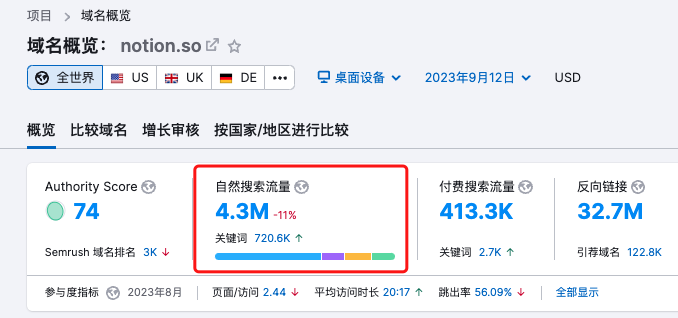 项目 > 域名概览
域名概览： notion.so
全世界 US UK DE ••• 桌面设备 2023年9月12日 USD
概览 比较域名 增长审核 按国家/地区进行比较
Authority Score 自然搜索流量 付费搜索流量 反向链接
74 4.3M -11% 413.3K 32.7M
关键词 720.6K ↑
Semrush 域名排名 3K ↓ 关键词 2.7K ↑ 引荐域名 122.8K
参与度指标 2023年8月 页面/访问 2.44 ↓ 平均访问时长 20:17 ↑ 跳出率 56.09% ↓ 全部显示